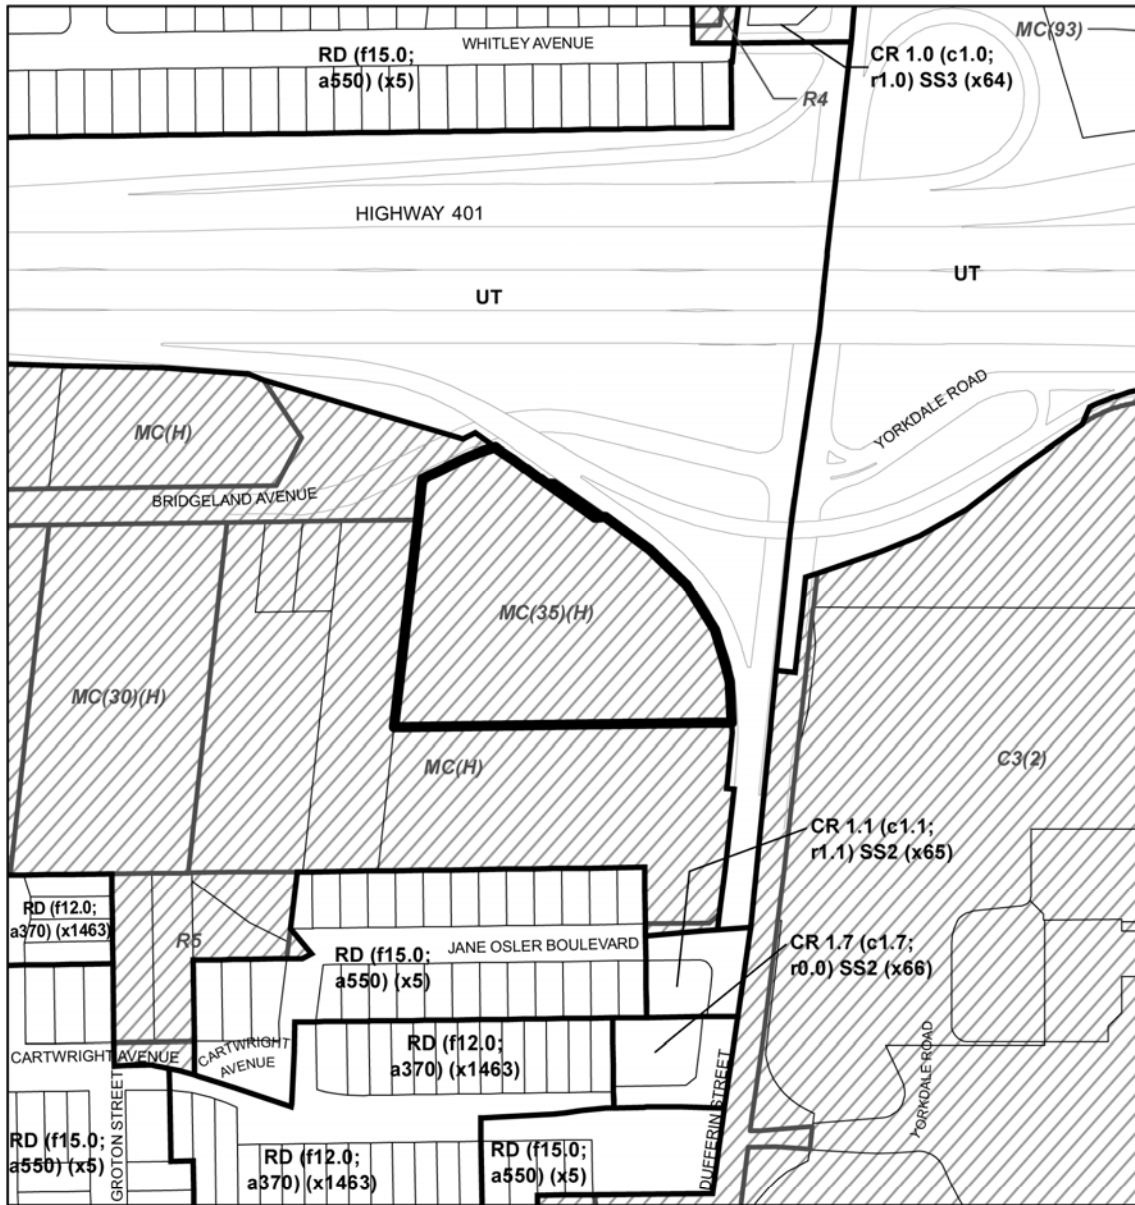 WHITLEY AVENUE
RD (f15.0;
a550) (x5)
MC(93)
CR 1.0 (c1.0;
r1.0) SS3 (x64)
R4
HIGHWAY 401
UT
UT
YORKDALE ROAD
MC(H)
BRIDGELAND AVENUE
MC(35)(H)
MC(30)(H)
MC(H)
C3(2)
CR 1.1 (c1.1;
r1.1) SS2 (x65)
RD (f12.0;
a370) (x1463)
R5
RD (f15.0;
a550) (x5)
JANE OSLER BOULEVARD
CR 1.7 (c1.7;
r0.0) SS2 (x66)
CARTWRIGHT AVENUE
CARTWRIGHT
AVENUE
RD (f12.0;
a370) (x1463)
DUFFERIN STREET
YORKDALE ROAD
GROTON STREET
RD (f15.0;
a550) (x5)
RD (f12.0;
a370) (x1463)
RD (f15.0;
a550) (x5)